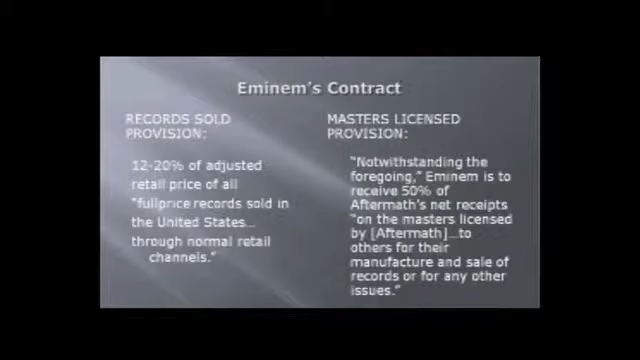 Eminem's Contract
RECORDS SOLD
PROVISION:
12-20% of adjusted
retail price of all
"fullprice records sold in
the United States…
through normal retail
channels."
MASTERS LICENSED
PROVISION:
"Notwithstanding the
foregoing," Eminem is to
receive 50% of
Aftermath's net receipts
"on the masters licensed
by [Aftermath]…to
others for their
manufacture and sale of
records or for any other
issues."